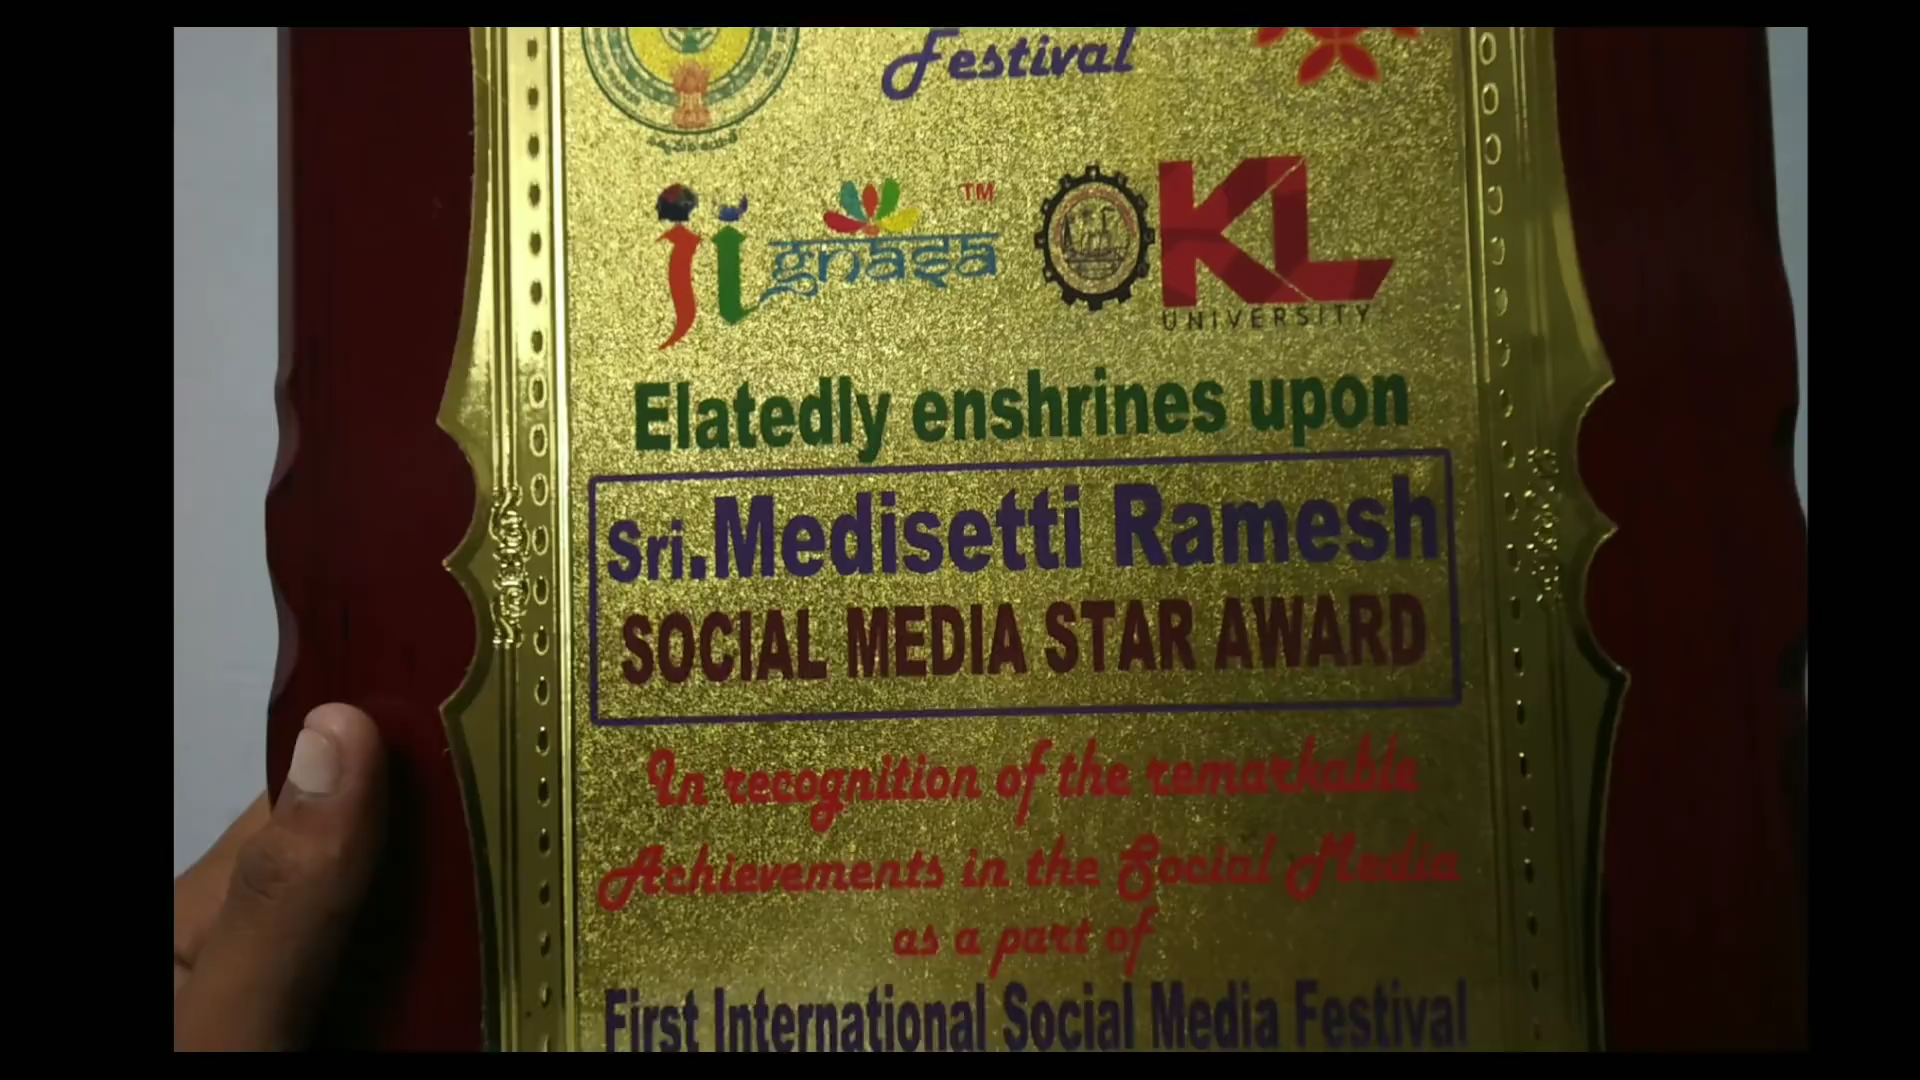 Festival
jignasa TM
KL
UNIVERSITY
Elatedly enshrines upon
Sri.Medisetti Ramesh
SOCIAL MEDIA STAR AWARD
In recognition of the remarkable
Achievements in the Social Media
as a part of
First International Social Media Festival